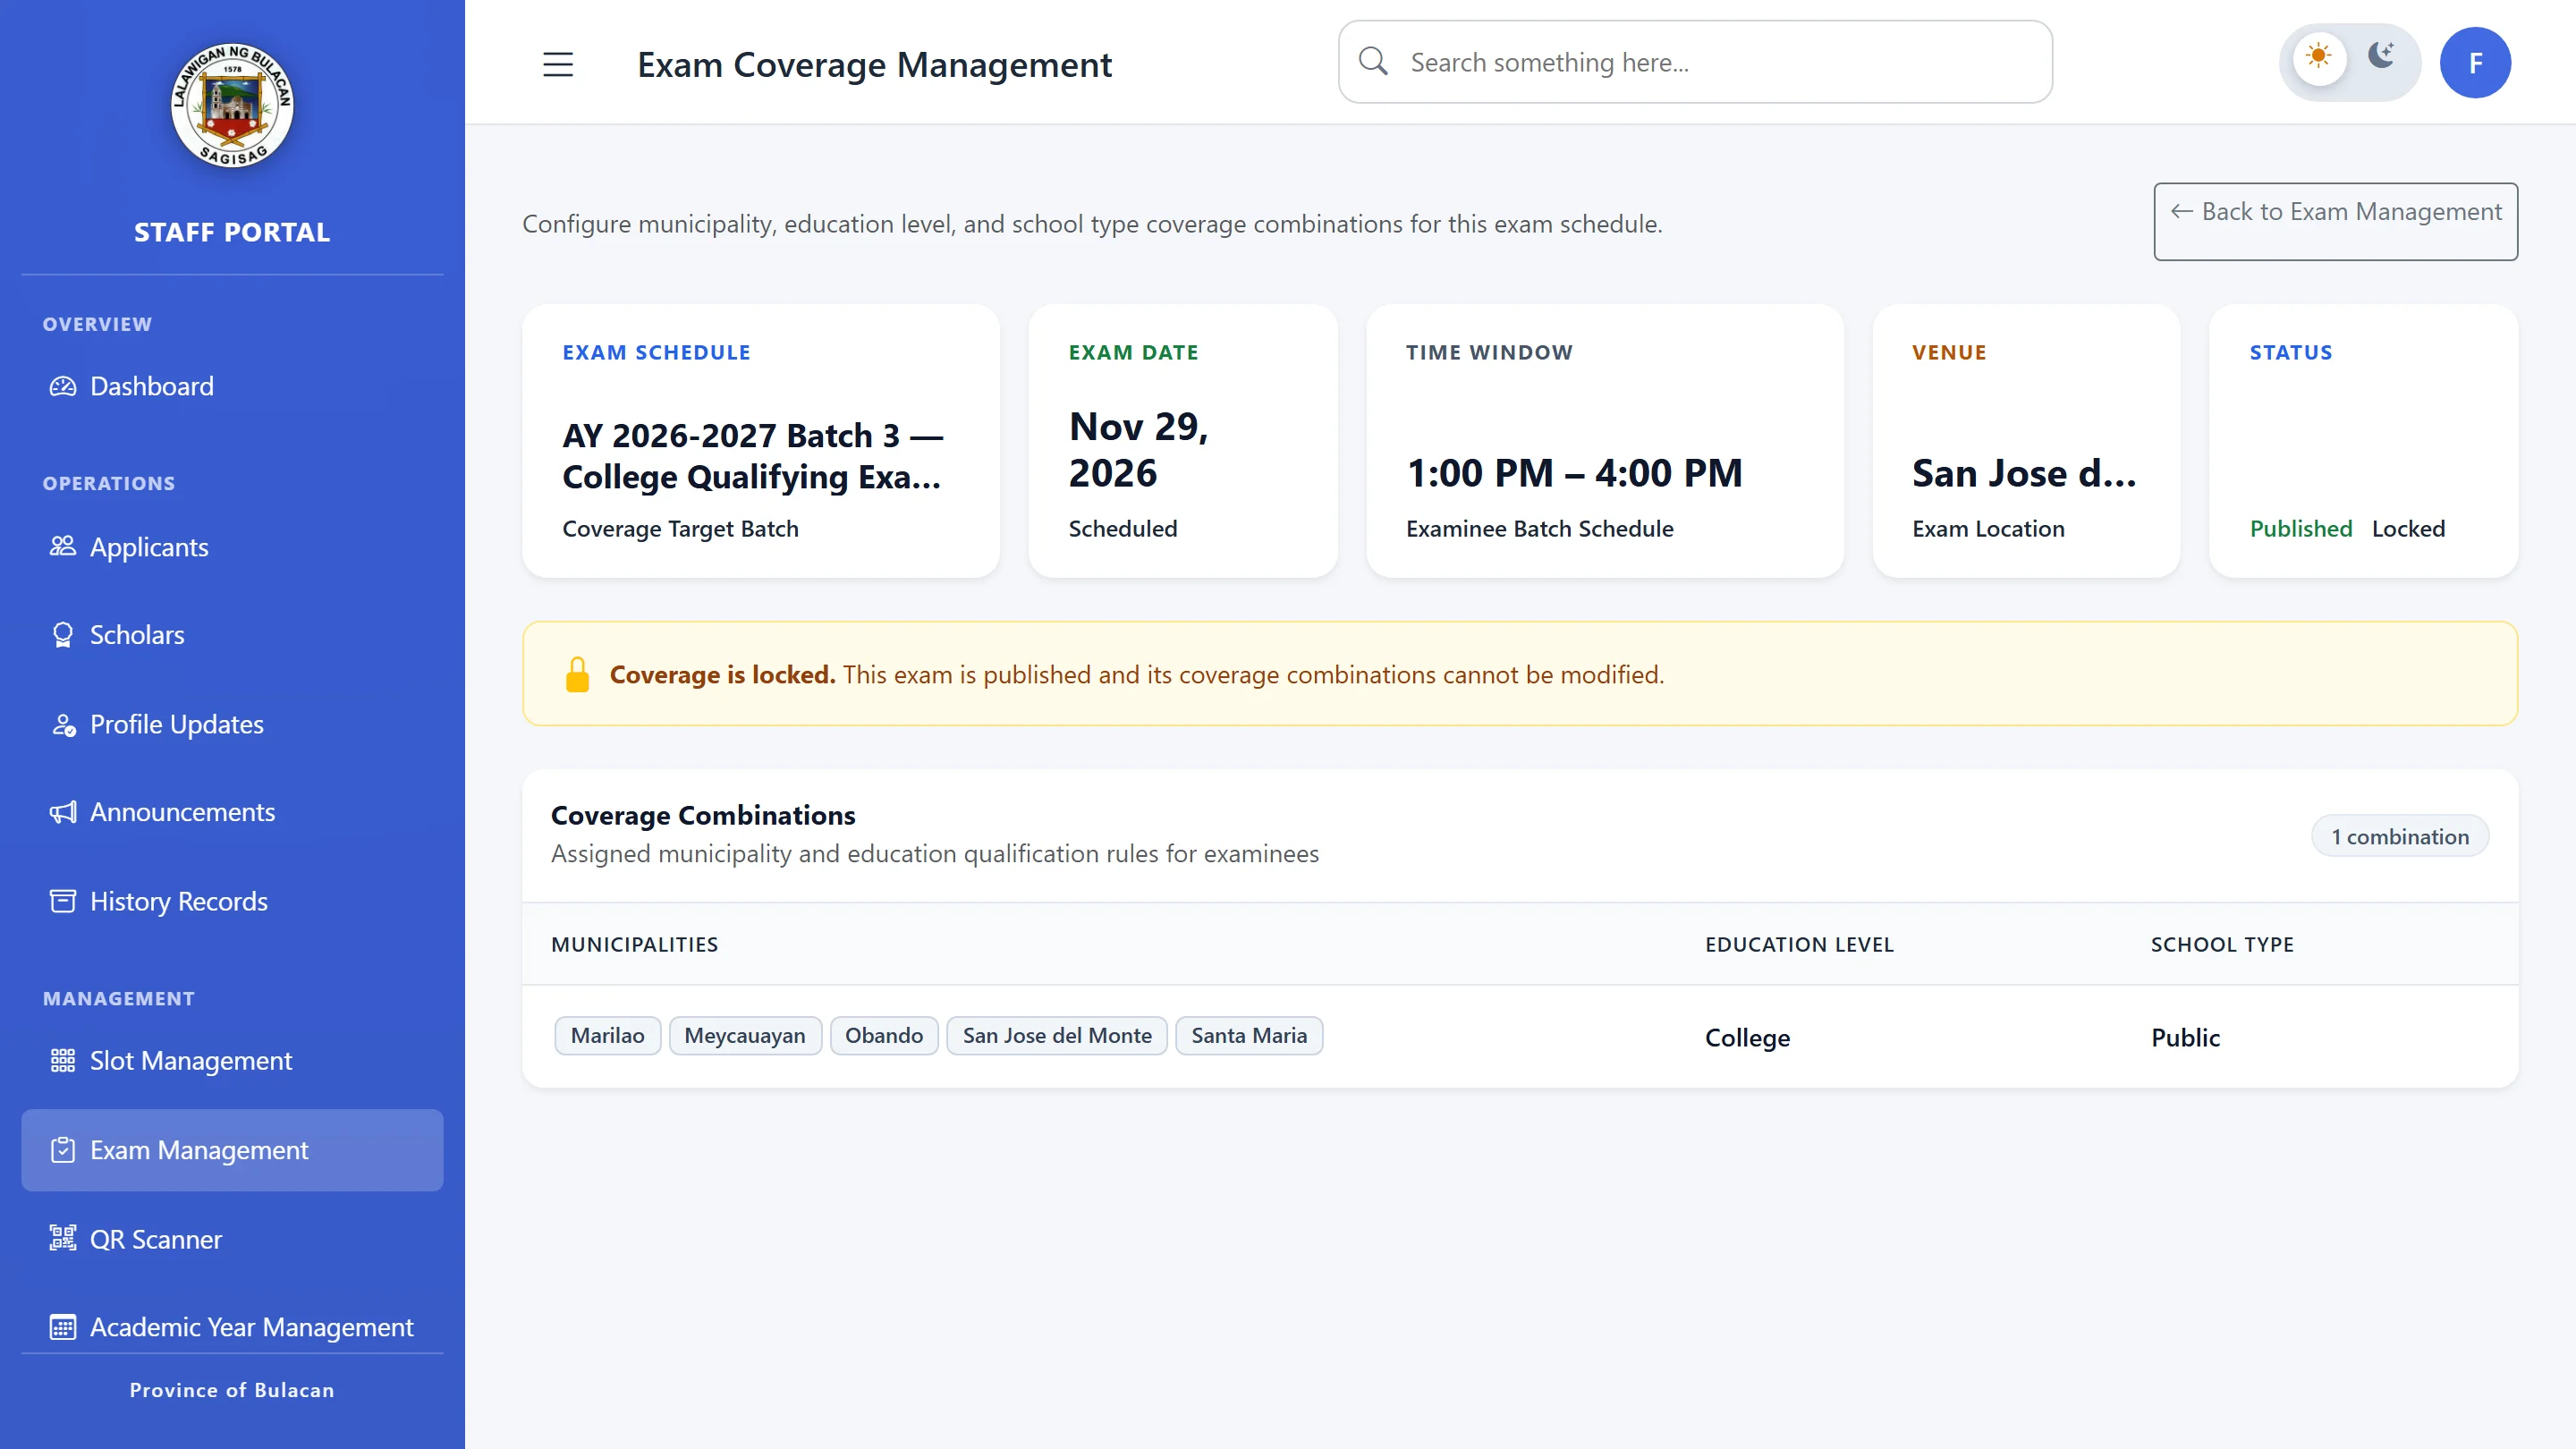 LALAWIGAN NG BULACAN
1578
SAGISAG
STAFF PORTAL
OVERVIEW
Dashboard
OPERATIONS
Applicants
Scholars
Profile Updates
Announcements
History Records
MANAGEMENT
Slot Management
Exam Management
QR Scanner
Academic Year Management
Province of Bulacan
Exam Coverage Management
Search something here...
F
Configure municipality, education level, and school type coverage combinations for this exam schedule.
← Back to Exam Management
EXAM SCHEDULE
AY 2026-2027 Batch 3 —
College Qualifying Exa...
Coverage Target Batch
EXAM DATE
Nov 29,
2026
Scheduled
TIME WINDOW
1:00 PM – 4:00 PM
Examinee Batch Schedule
VENUE
San Jose d...
Exam Location
STATUS
Published Locked
Coverage is locked. This exam is published and its coverage combinations cannot be modified.
Coverage Combinations
Assigned municipality and education qualification rules for examinees
1 combination
MUNICIPALITIES EDUCATION LEVEL SCHOOL TYPE
Marilao Meycauayan Obando San Jose del Monte Santa Maria College Public